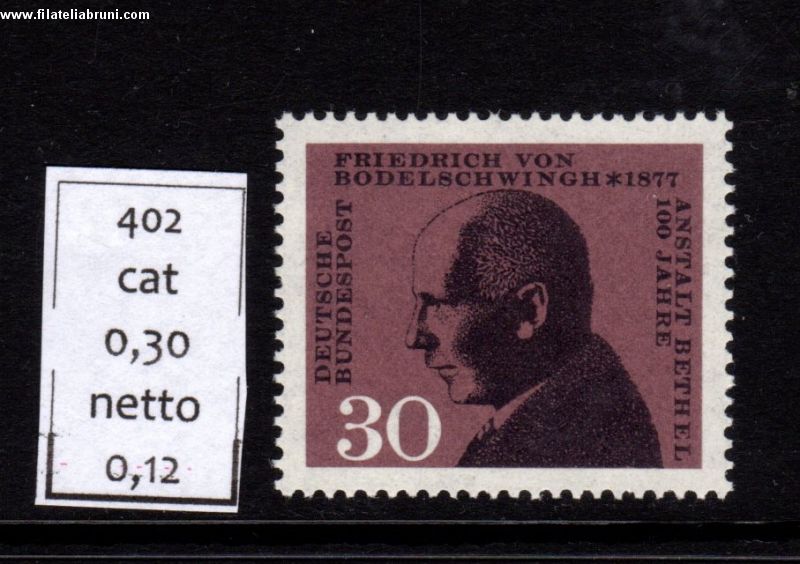 www.filateliabruni.com
402
cat
0,30
netto
0,12
FRIEDRICH VON
BODELSCHWINGH*1877
DEUTSCHE
BUNDESPOST
ANSTALT BETHEL
100 JAHRE
30